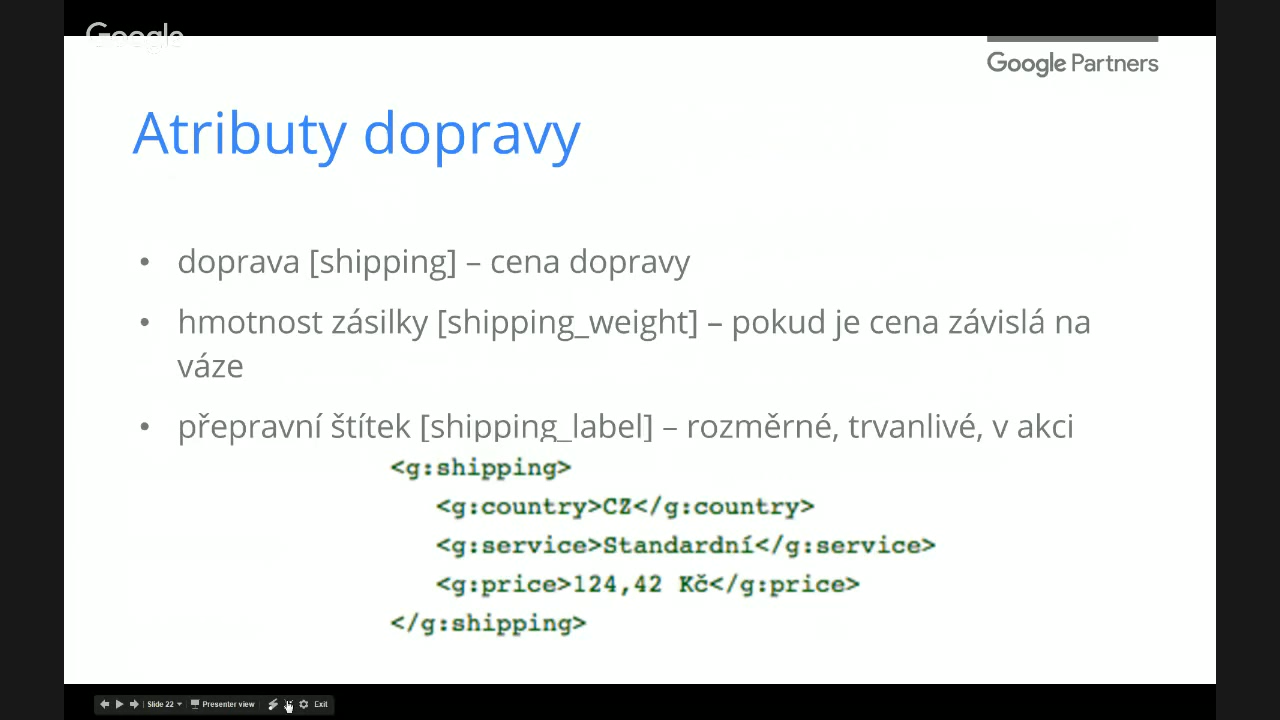 Google
Google Partners
Atributy dopravy
• doprava [shipping] – cena dopravy
• hmotnost zásilky [shipping_weight] – pokud je cena závislá na
váze
• přepravní štítek [shipping_label] – rozměrné, trvanlivé, v akci
<g:shipping>
<g:country>CZ</g:country>
<g:service>Standardní</g:service>
<g:price>124,42 Kč</g:price>
</g:shipping>
Slide 22 Presenter view Exit